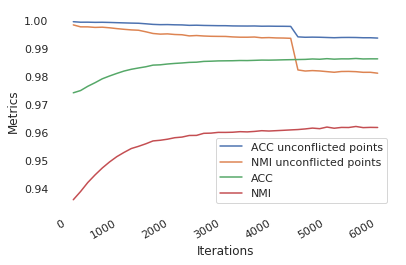 1.00
0.99
0.98
0.97
0.96
0.95
0.94
Metrics
ACC unconflicted points
NMI unconflicted points
ACC
NMI
0
1000
2000
3000
4000
5000
6000
Iterations